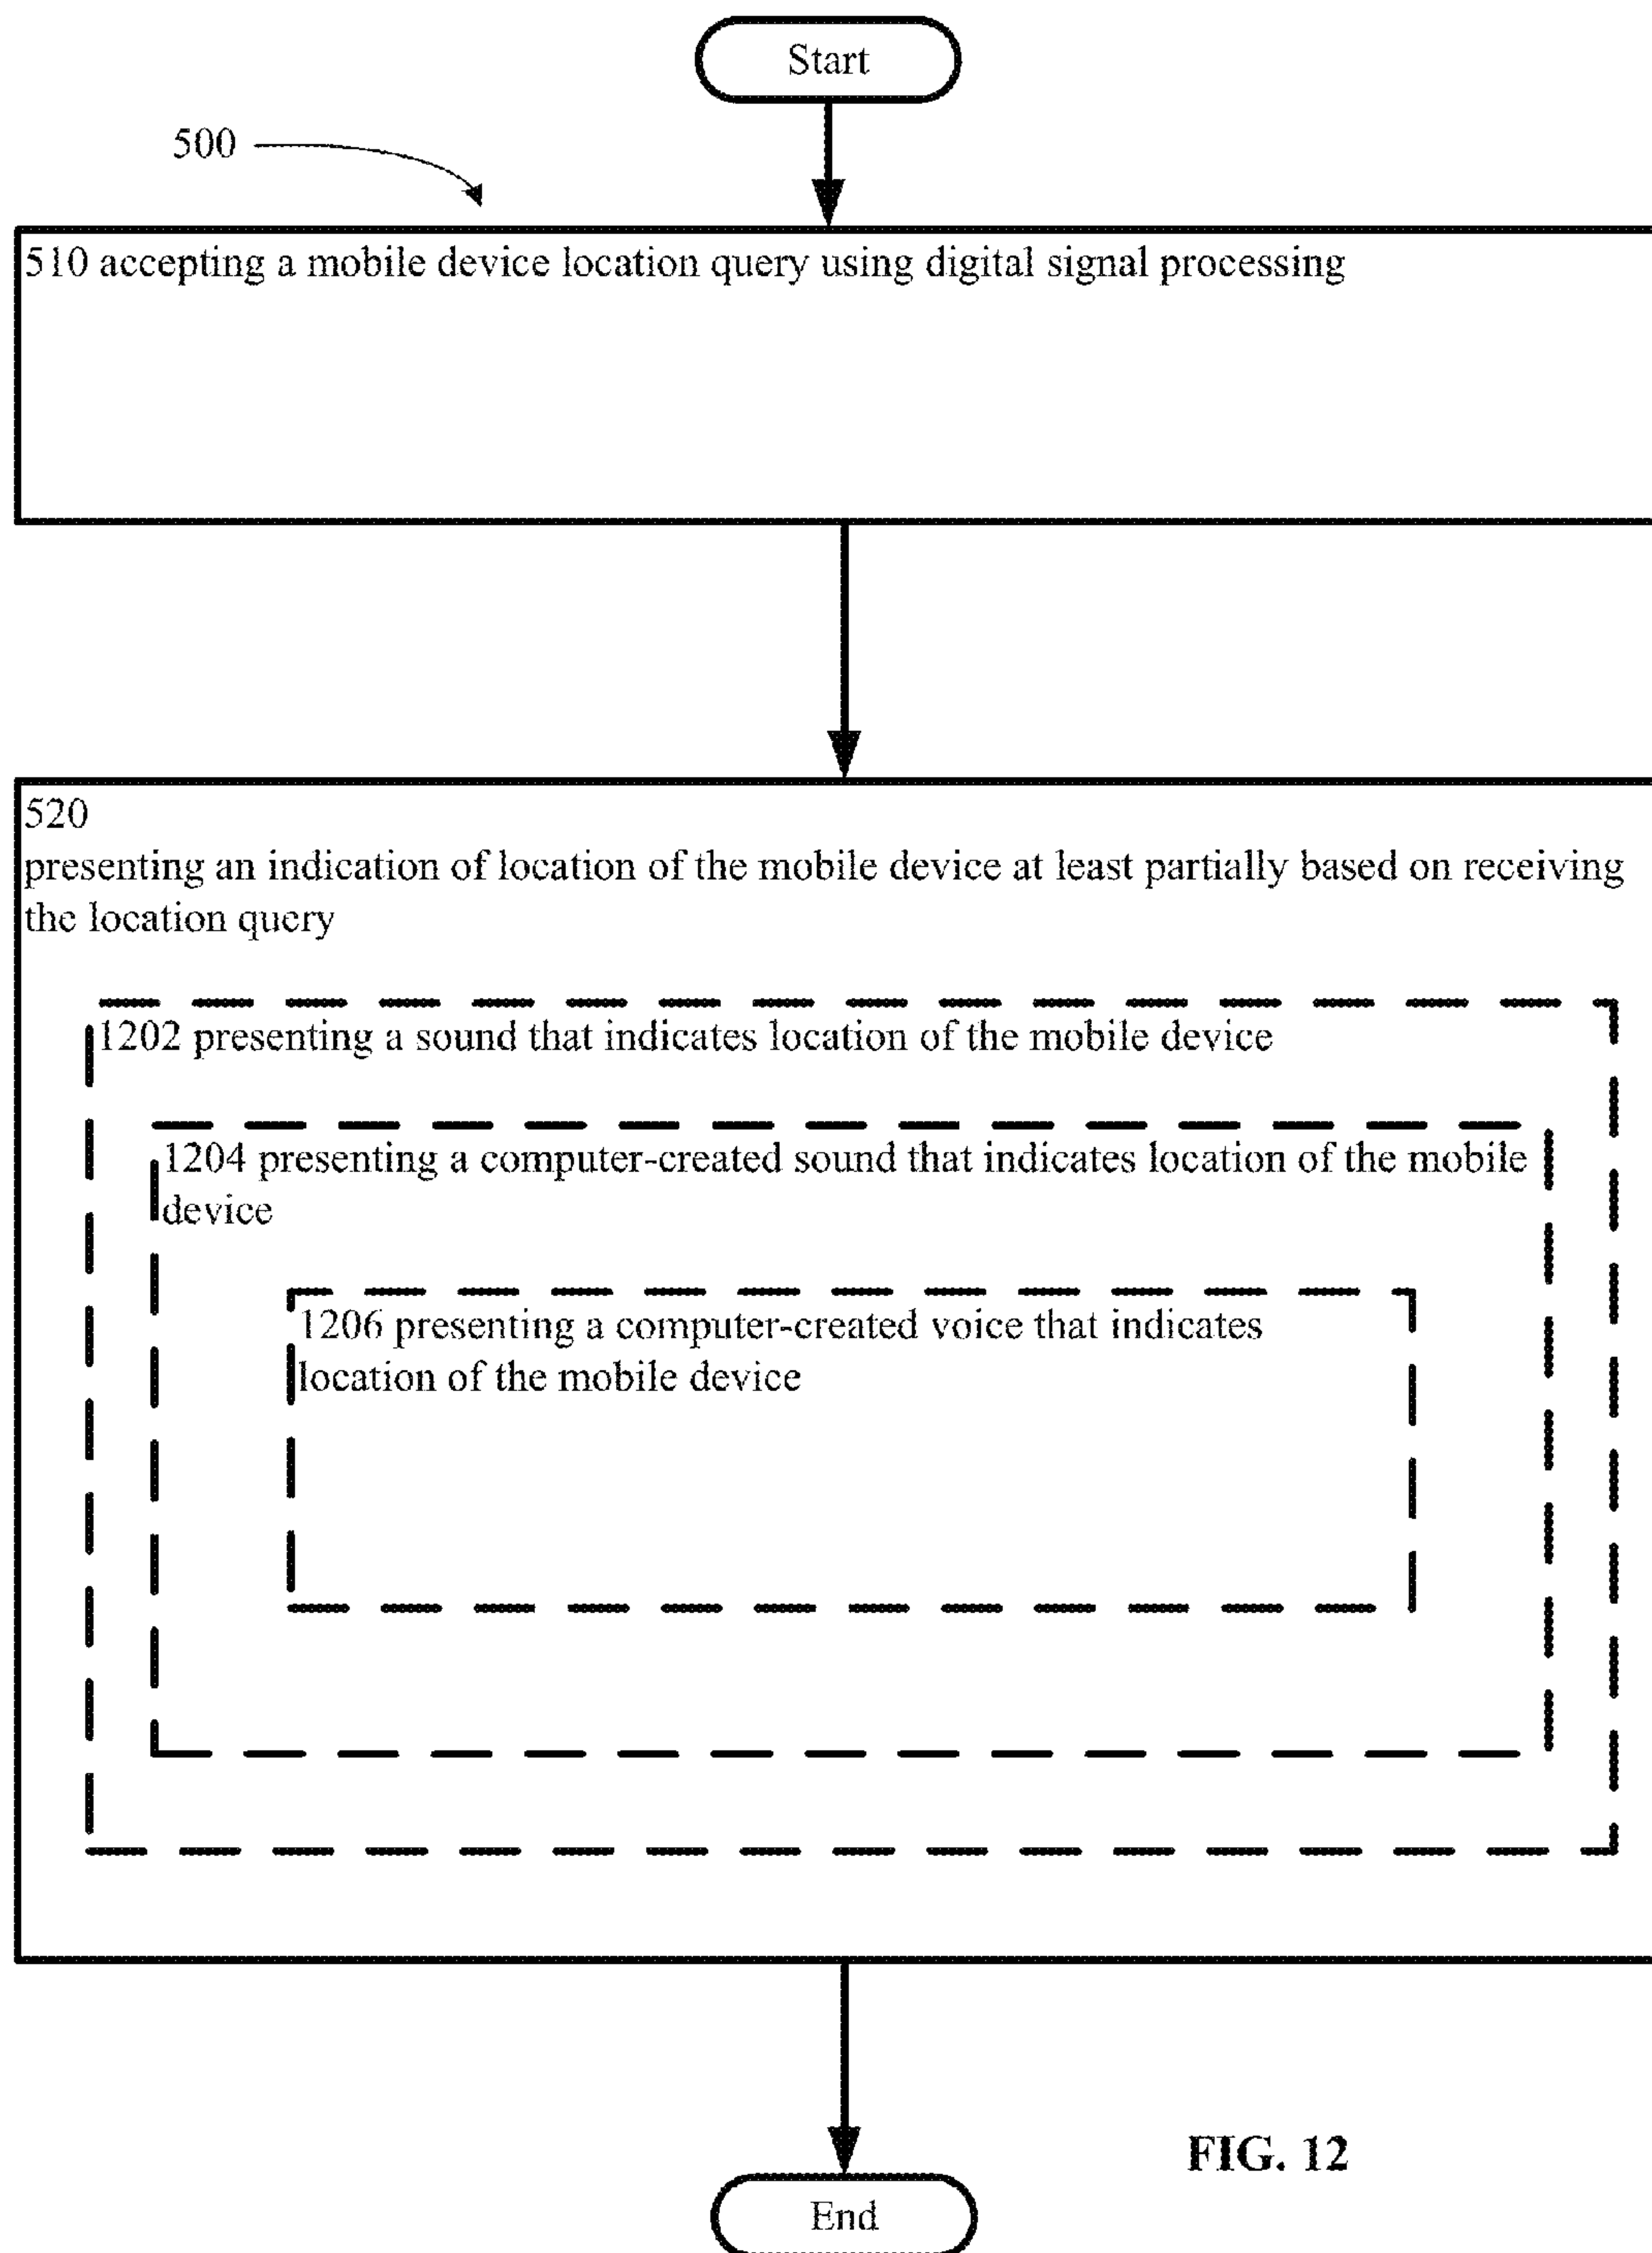 Start
500
510 accepting a mobile device location query using digital signal processing
520
presenting an indication of location of the mobile device at least partially based on receiving
the location query
1202 presenting a sound that indicates location of the mobile device
1204 presenting a computer-created sound that indicates location of the mobile
device
1206 presenting a computer-created voice that indicates
location of the mobile device
FIG. 12
End